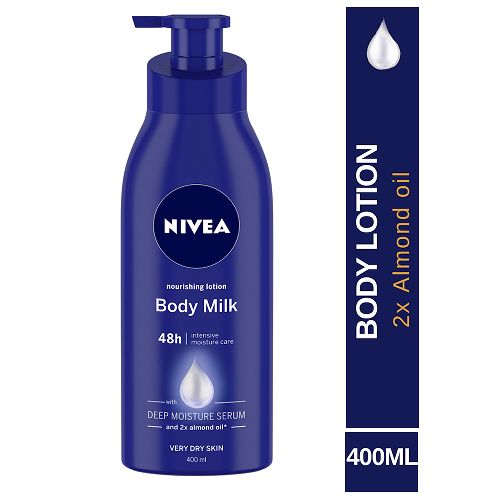 NIVEA
nourishing lotion
Body Milk
48h
intensive
moisture care
with
DEEP MOISTURE SERUM
and 2x almond oil*
VERY DRY SKIN
400 ml
BODY LOTION
2x Almond oil
400ML